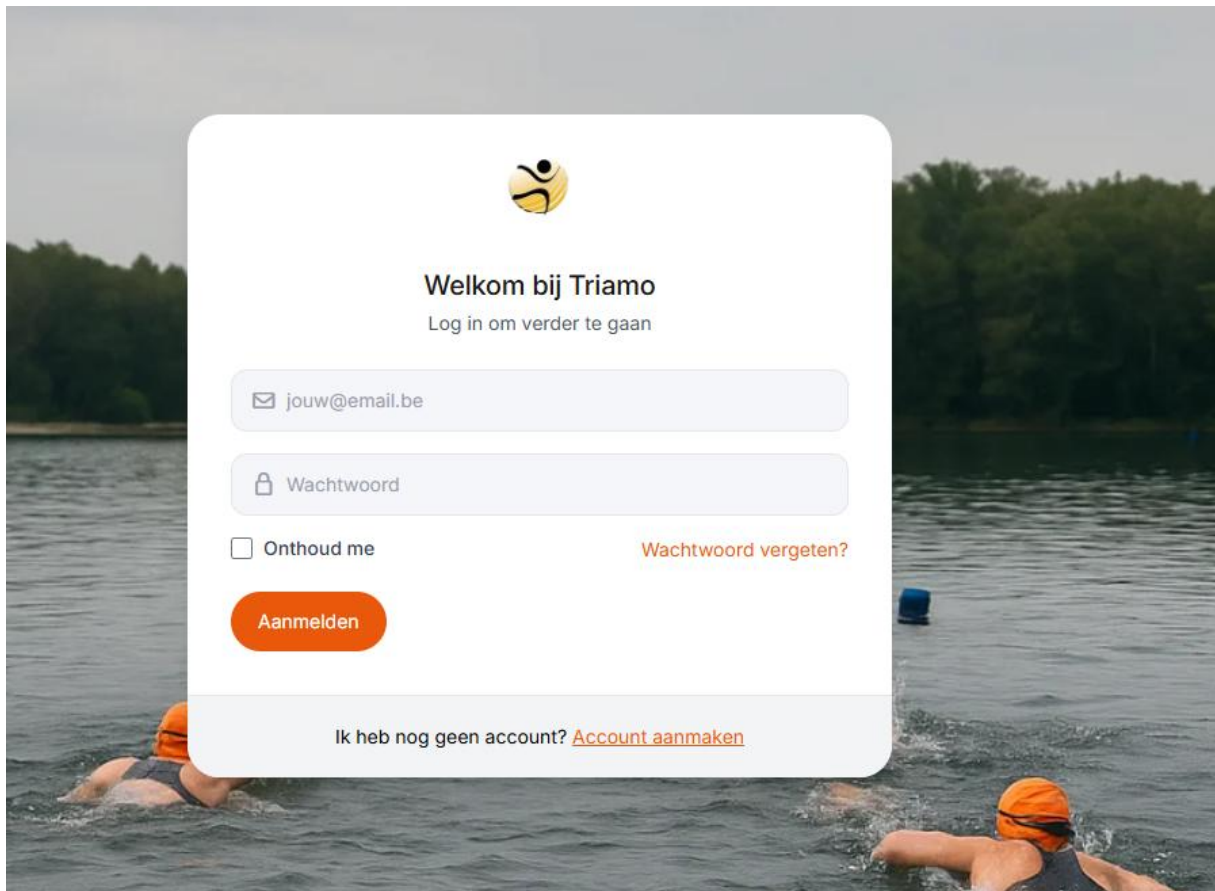 Welkom bij Triamo
Log in om verder te gaan
jouw@email.be
Wachtwoord
Onthoud me
Wachtwoord vergeten?
Aanmelden
Ik heb nog geen account? Account aanmaken